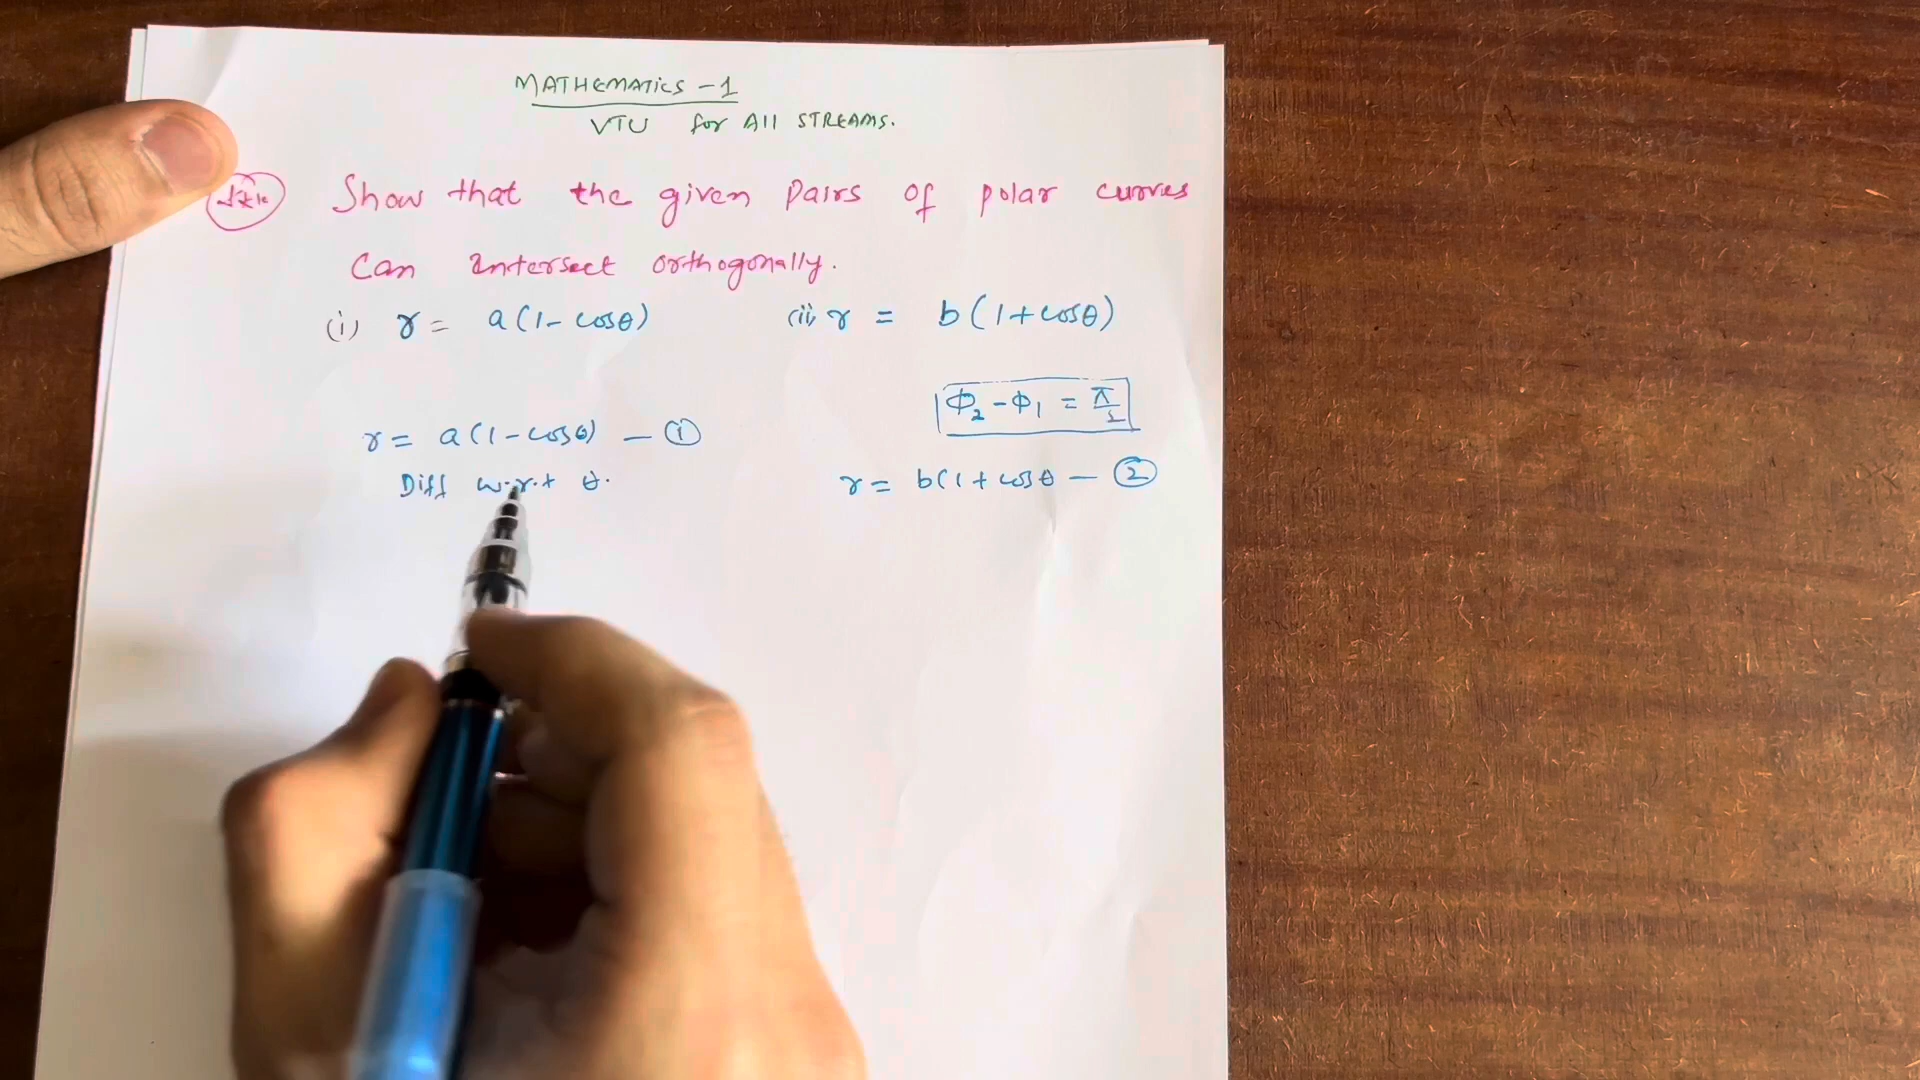 MATHEMATICS - 1
VTU for All STREAMS.
Show that the given Pairs of polar curves
Can intersect orthogonally.
(i) r = a(1 - cosθ) (ii) r = b(1 + cosθ)
Φ₂ - Φ₁ = π/2
r = a(1 - cosθ) — ①
Diff w.r.t θ.
r = b(1 + cosθ — ②